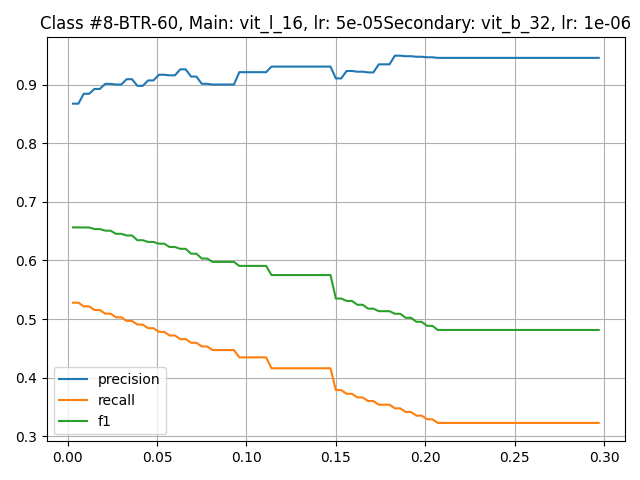 Class #8-BTR-60, Main: vit_l_16, lr: 5e-05Secondary: vit_b_32, lr: 1e-06
0.9
0.8
0.7
0.6
0.5
0.4
0.3
precision
recall
f1
0.00 0.05 0.10 0.15 0.20 0.25 0.30